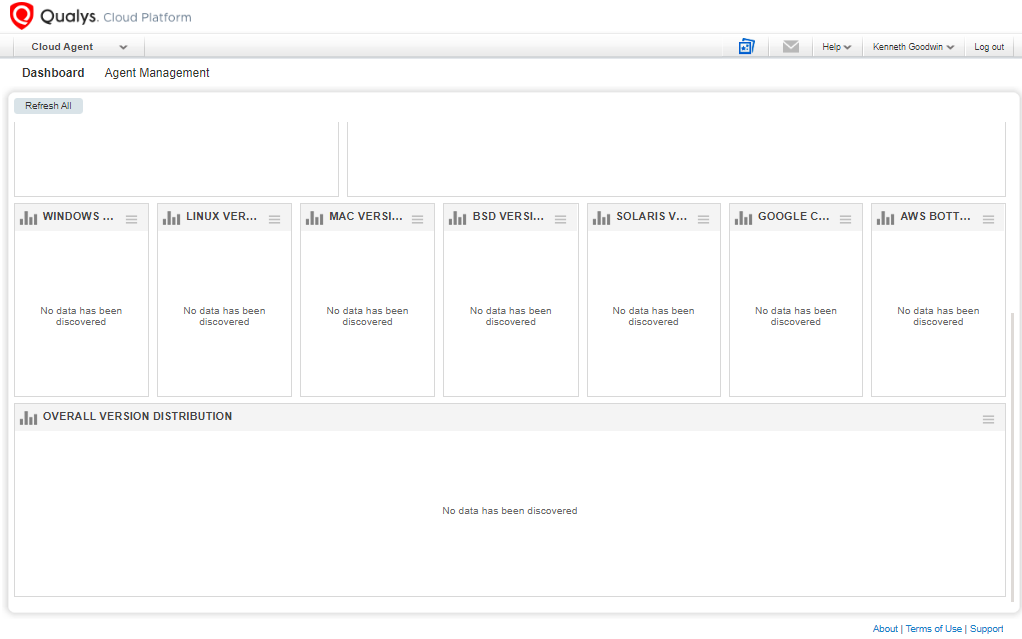 Qualys. Cloud Platform
Cloud Agent
Help
Kenneth Goodwin
Log out
Dashboard
Agent Management
Refresh All
WINDOWS ...
LINUX VER...
MAC VERSI...
BSD VERSI...
SOLARIS V...
GOOGLE C...
AWS BOTT...
No data has been
discovered
No data has been
discovered
No data has been
discovered
No data has been
discovered
No data has been
discovered
No data has been
discovered
No data has been
discovered
OVERALL VERSION DISTRIBUTION
No data has been discovered
About | Terms of Use | Support